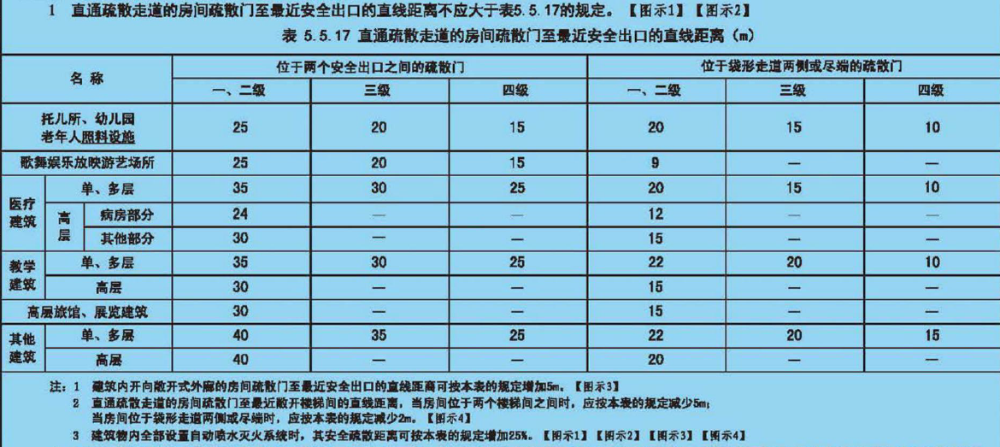 1 直通疏散走道的房间疏散门至最近安全出口的直线距离不应大于表5.5.17的规定。【图示1】【图示2】
表 5.5.17 直通疏散走道的房间疏散门至最近安全出口的直线距离（m）
名 称 位于两个安全出口之间的疏散门 位于袋形走道两侧或尽端的疏散门
一、二级 三级 四级 一、二级 三级 四级
托儿所、幼儿园
老年人照料设施 25 20 15 20 15 10
歌舞娱乐放映游艺场所 25 20 15 9 — —
医疗建筑 单、多层 35 30 25 20 15 10
高层 病房部分 24 — — 12 — —
其他部分 30 — — 15 — —
教学建筑 单、多层 35 30 25 22 20 10
高层 30 — — 15 — —
高层旅馆、展览建筑 30 — — 15 — —
其他建筑 单、多层 40 35 25 22 20 15
高层 40 — — 20 — —
注：1 建筑内开向敞开式外廊的房间疏散门至最近安全出口的直线距离可按本表的规定增加5m。【图示3】
2 直通疏散走道的房间疏散门至最近敞开楼梯间的直线距离，当房间位于两个楼梯间之间时，应按本表的规定减少5m；
当房间位于袋形走道两侧或尽端时，应按本表的规定减少2m。【图示4】
3 建筑物内全部设置自动喷水灭火系统时，其安全疏散距离可按本表的规定增加25%。【图示1】【图示2】【图示3】【图示4】